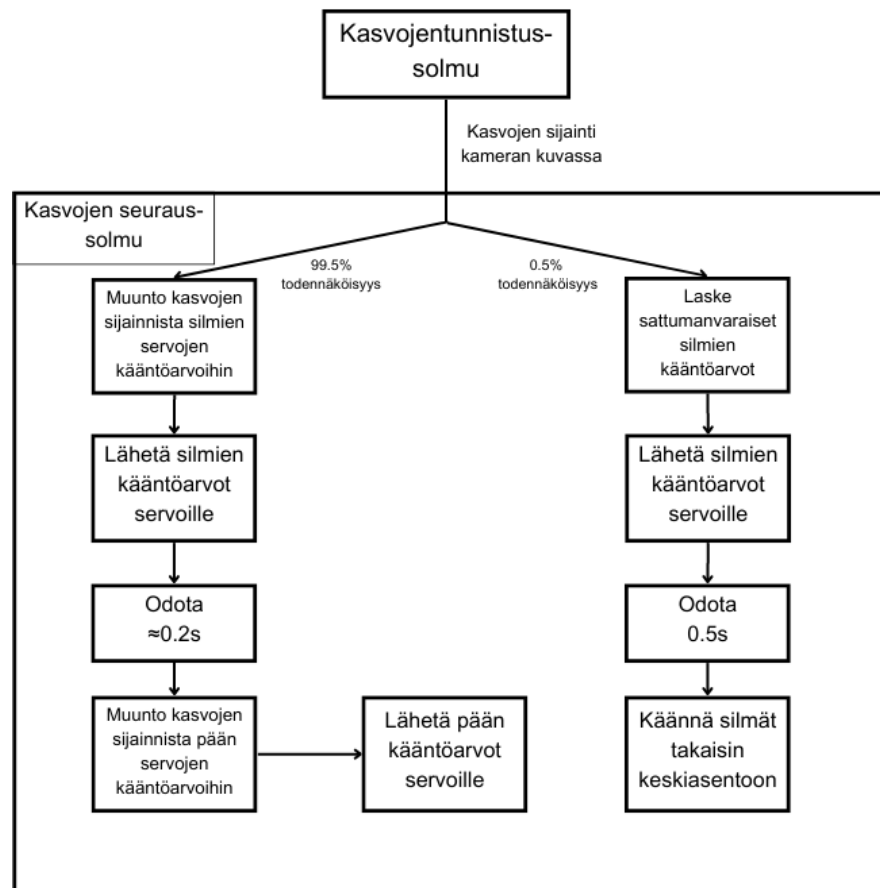 Kasvojentunnistus-
solmu
Kasvojen sijainti
kameran kuvassa
Kasvojen seuraus-
solmu
99.5%
todennäköisyys
0.5%
todennäköisyys
Muunto kasvojen
sijainnista silmien
servojen
kääntöarvoihin
Laske
sattumanvaraiset
silmien
kääntöarvot
Lähetä silmien
kääntöarvot
servoille
Lähetä silmien
kääntöarvot
servoille
Odota
≈0.2s
Odota
0.5s
Muunto kasvojen
sijainnista pään
servojen
kääntöarvoihin
Lähetä pään
kääntöarvot
servoille
Käännä silmät
takaisin
keskiasentoon